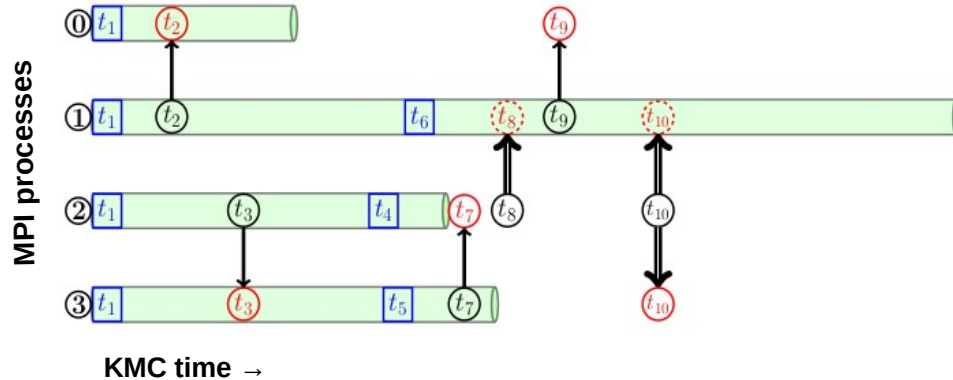 ⓪ t₁ t₂ t₉
① t₁ t₂ t₆ t₈ t₉ t₁₀
② t₁ t₃ t₄ t₇ t₈ t₁₀
③ t₁ t₃ t₅ t₇ t₁₀
MPI processes
KMC time →